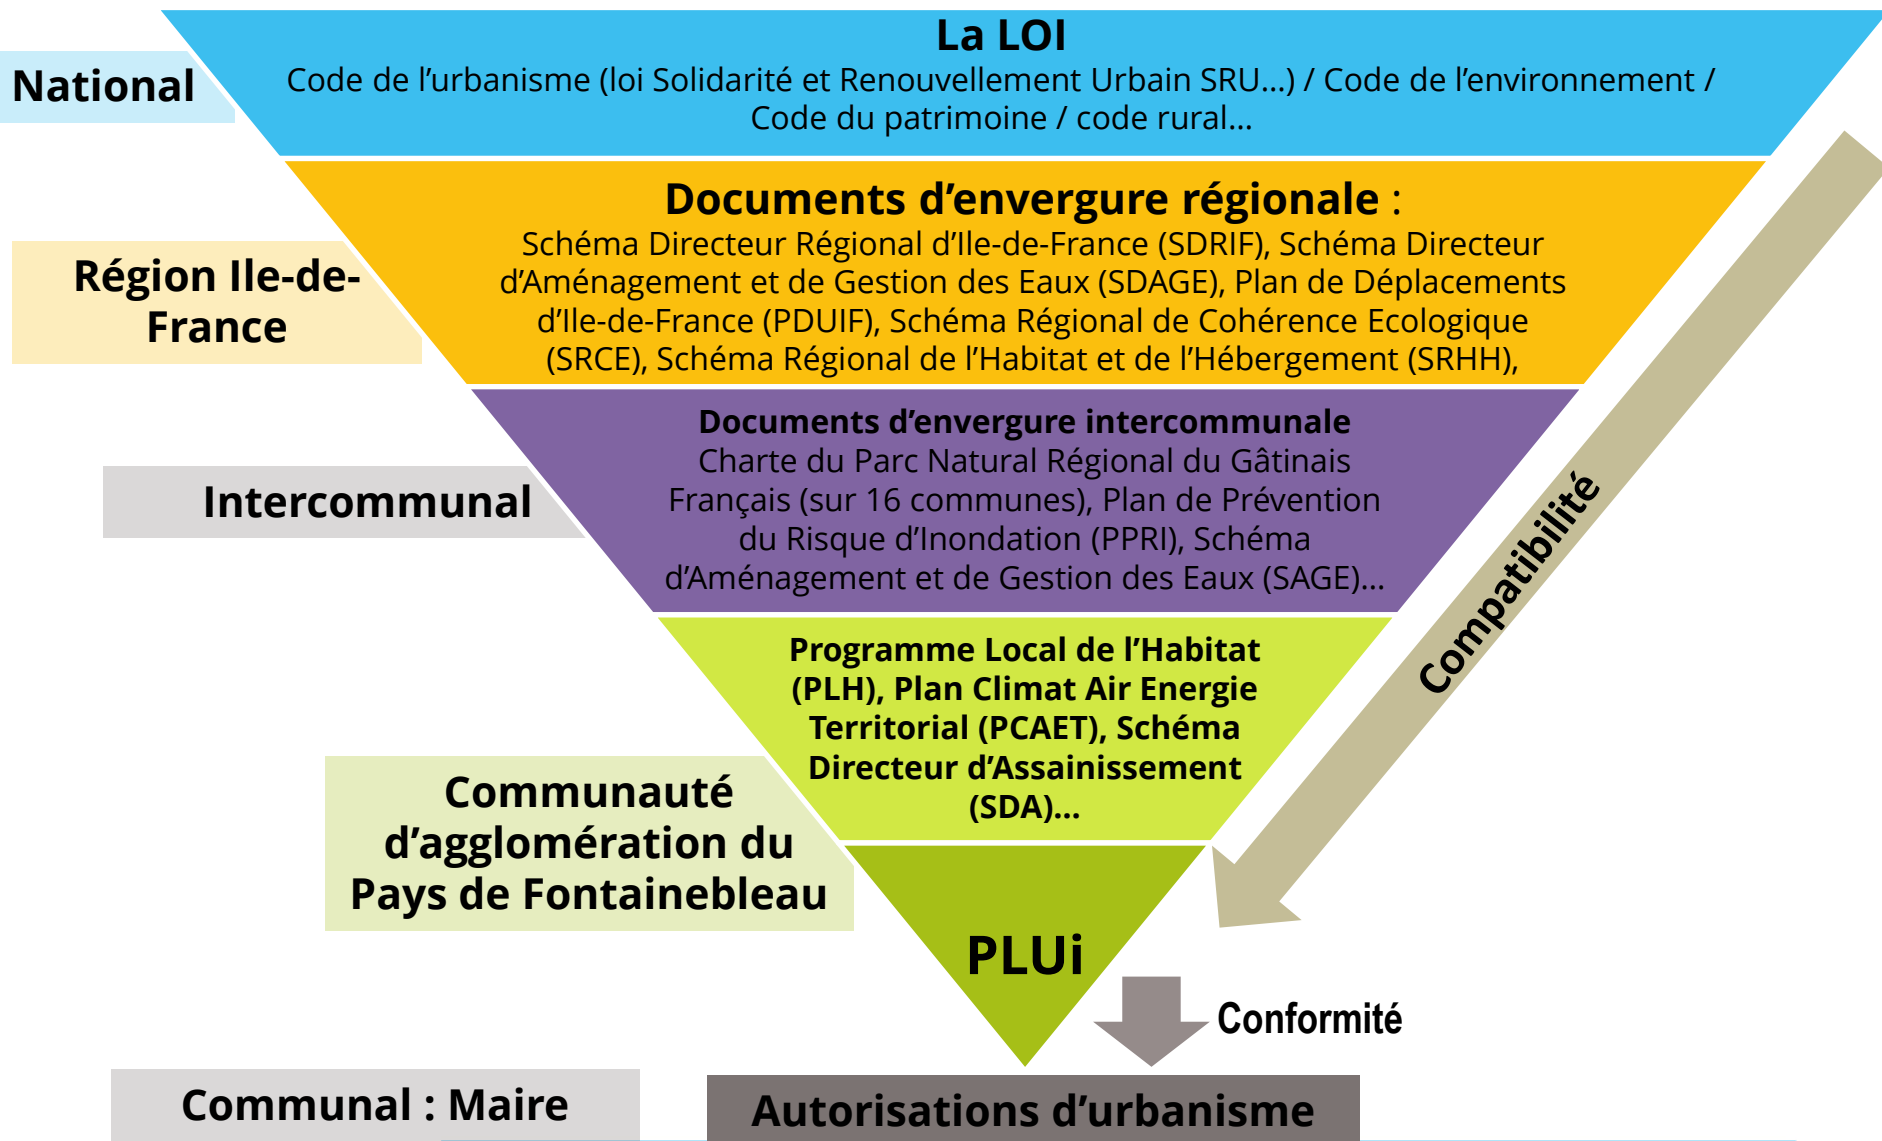 La LOI
National
Code de l’urbanisme (loi Solidarité et Renouvellement Urbain SRU…) / Code de l’environnement /
Code du patrimoine / code rural…
Documents d’envergure régionale :
Schéma Directeur Régional d’Ile-de-France (SDRIF), Schéma Directeur
d’Aménagement et de Gestion des Eaux (SDAGE), Plan de Déplacements
d’Ile-de-France (PDUIF), Schéma Régional de Cohérence Ecologique
(SRCE), Schéma Régional de l’Habitat et de l’Hébergement (SRHH),
Région Ile-de-
France
Documents d’envergure intercommunale
Charte du Parc Natural Régional du Gâtinais
Français (sur 16 communes), Plan de Prévention
du Risque d’Inondation (PPRI), Schéma
d’Aménagement et de Gestion des Eaux (SAGE)…
Intercommunal
Compatibilité
Programme Local de l’Habitat
(PLH), Plan Climat Air Energie
Territorial (PCAET), Schéma
Directeur d’Assainissement
(SDA)…
Communauté
d’agglomération du
Pays de Fontainebleau
PLUi
Conformité
Communal : Maire
Autorisations d’urbanisme